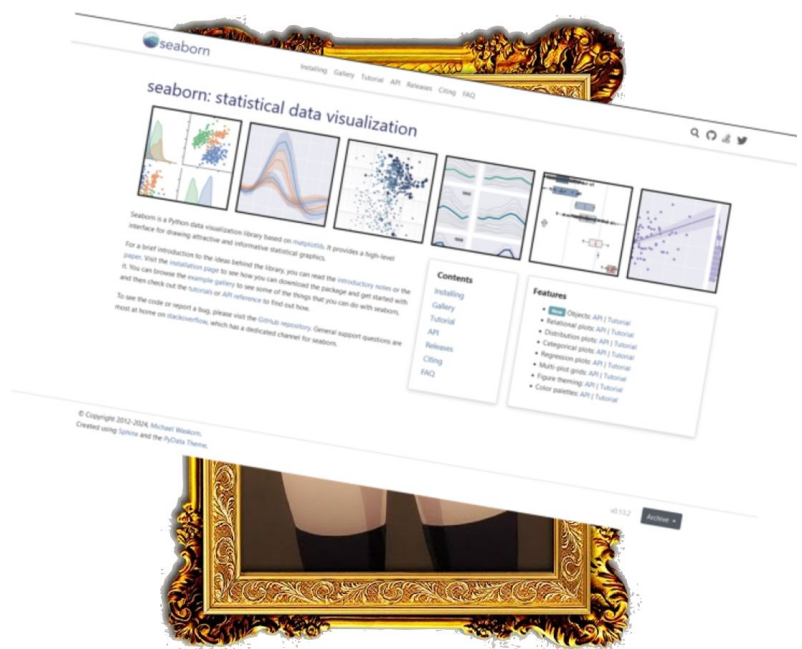 seaborn
Installing Gallery Tutorial API Releases Citing FAQ
seaborn: statistical data visualization
Seaborn is a Python data visualization library based on matplotlib. It provides a high-level
interface for drawing attractive and informative statistical graphics.
For a brief introduction to the ideas behind the library, you can read the introductory notes or the
paper. Visit the installation page to see how you can download the package and get started with
it. You can browse the example gallery to see some of the things that you can do with seaborn,
and then check out the tutorials or API reference to find out how.
To see the code or report a bug, please visit the GitHub repository. General support questions are
most at home on stackoverflow, which has a dedicated channel for seaborn.
Contents
Installing
Gallery
Tutorial
API
Releases
Citing
FAQ
Features
• New Objects: API | Tutorial
• Relational plots: API | Tutorial
• Distribution plots: API | Tutorial
• Categorical plots: API | Tutorial
• Regression plots: API | Tutorial
• Multi-plot grids: API | Tutorial
• Figure theming: API | Tutorial
• Color palettes: API | Tutorial
© Copyright 2012-2024, Michael Waskom.
Created using Sphinx and the PyData Theme.
v0.13.2
Archive